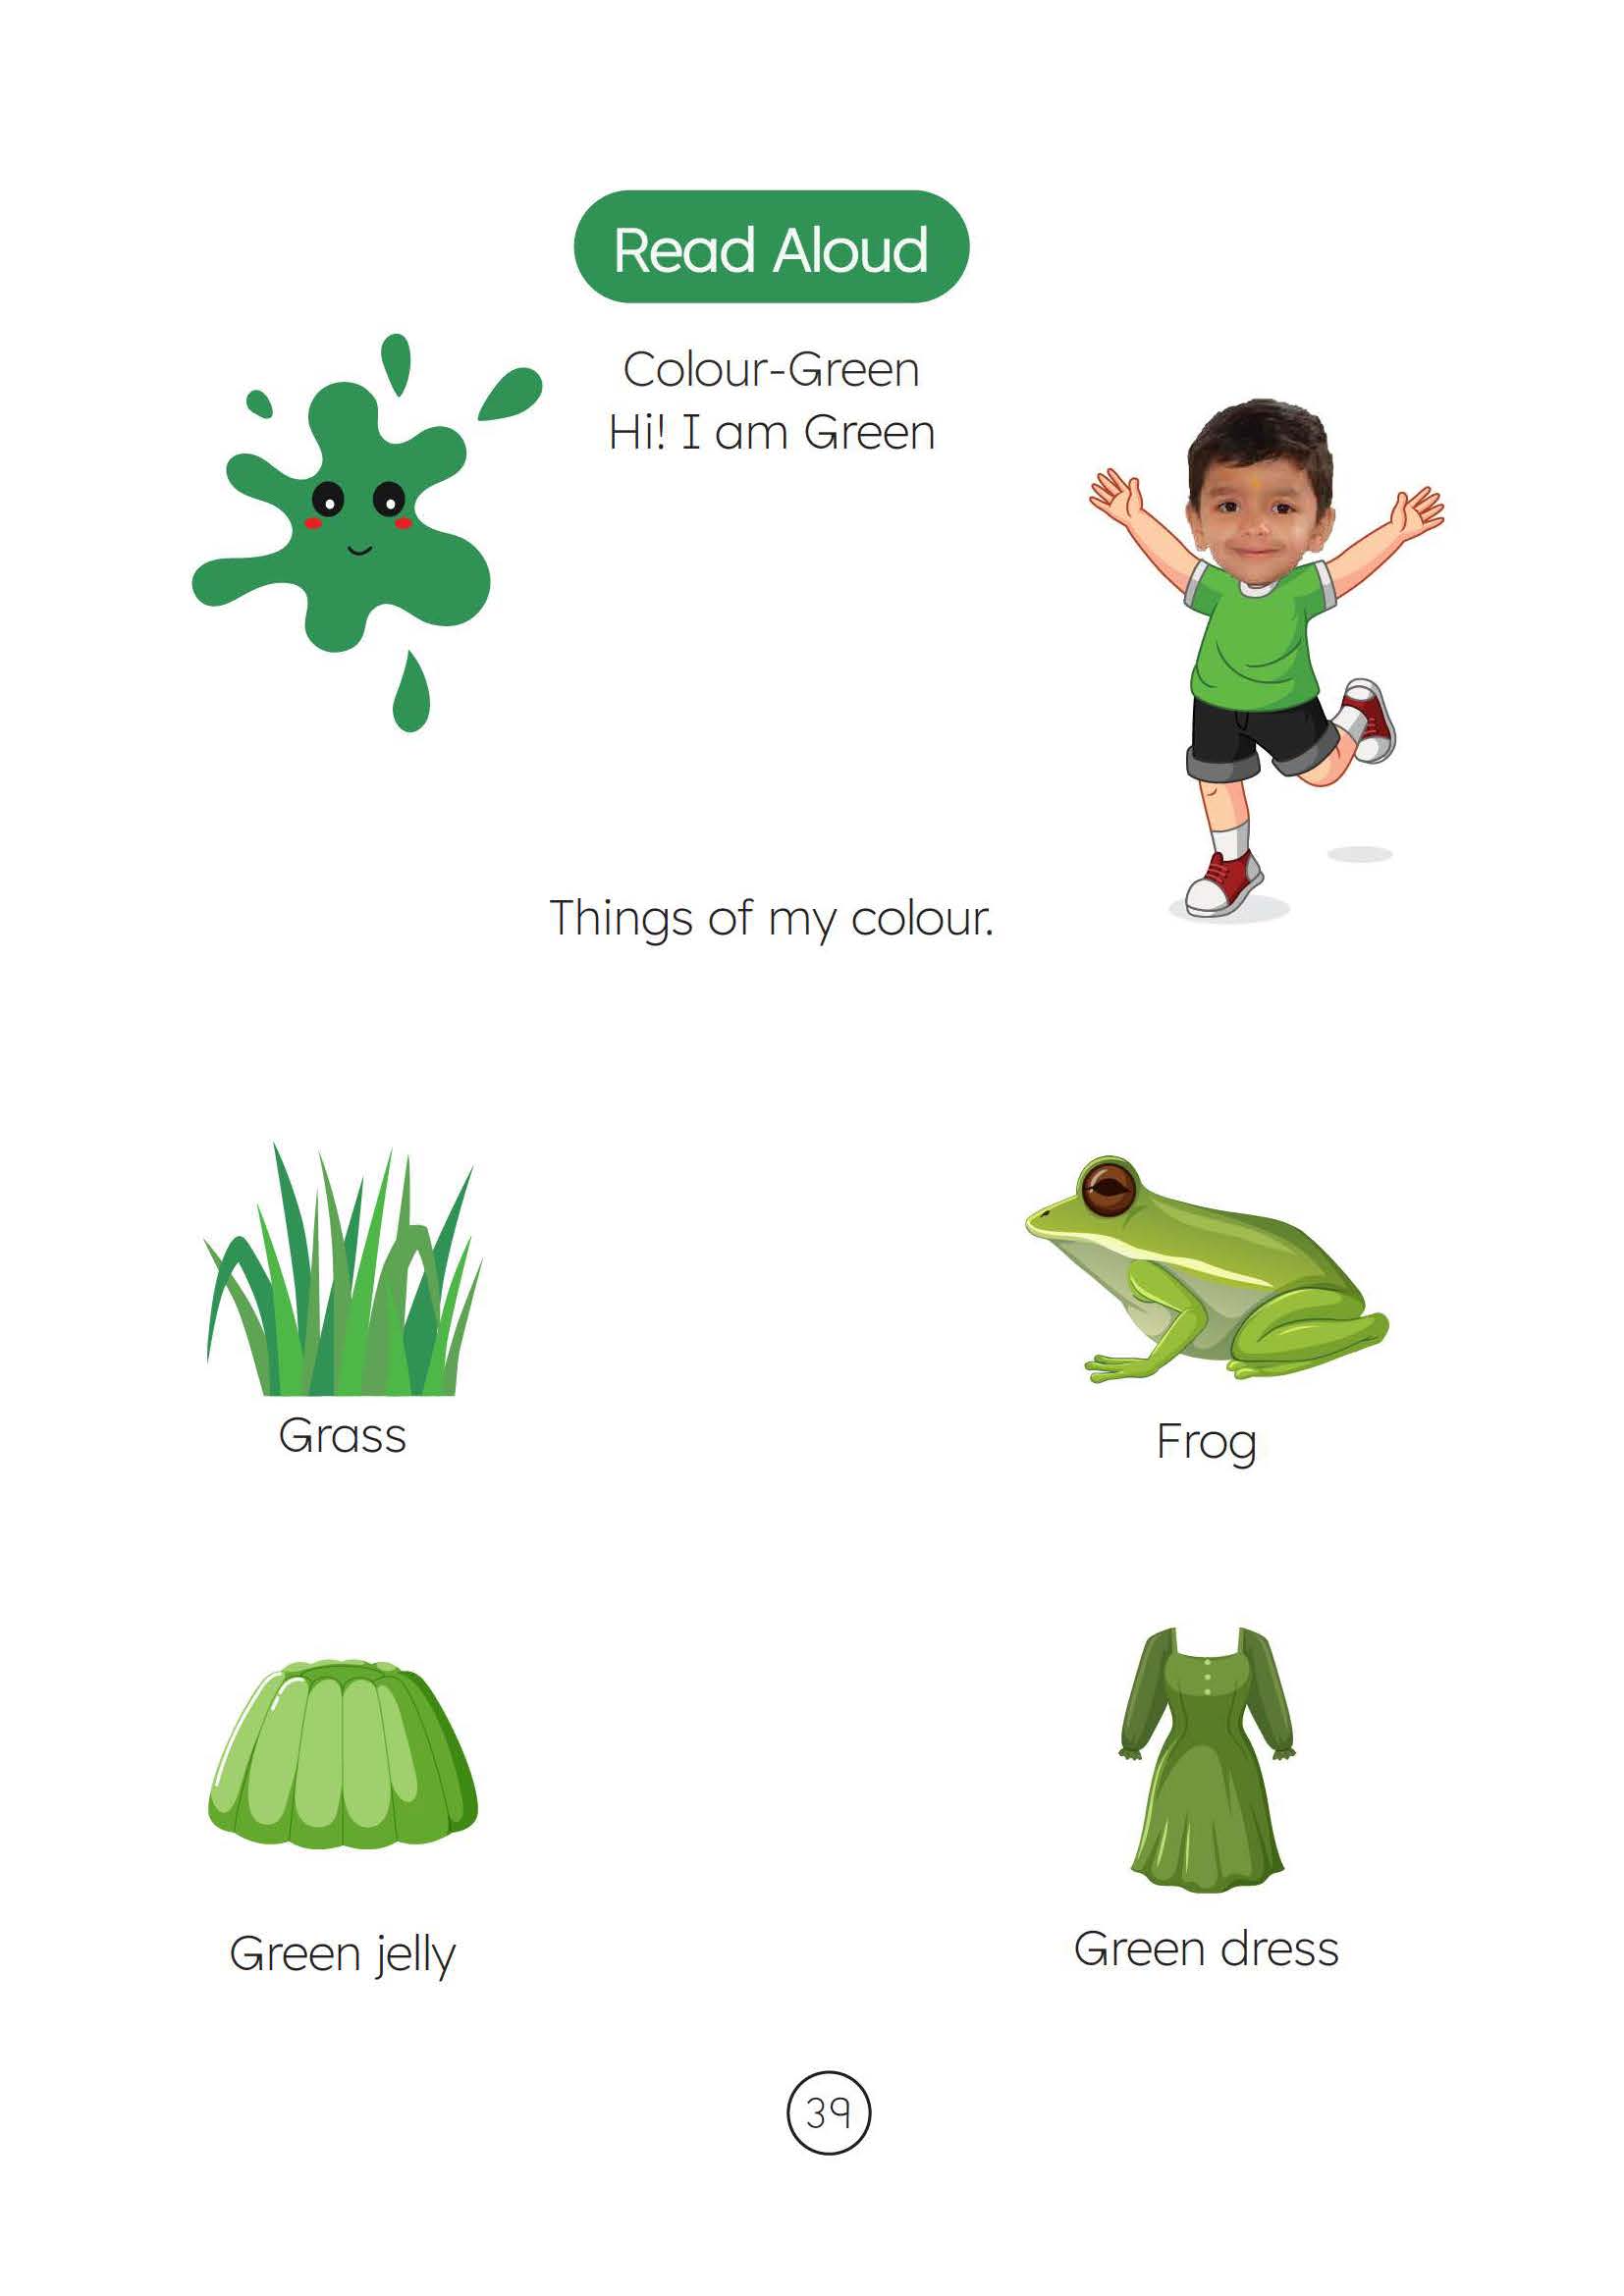 Read Aloud
Colour-Green
Hi! I am Green
Things of my colour.
Grass
Frog
Green jelly
Green dress
39